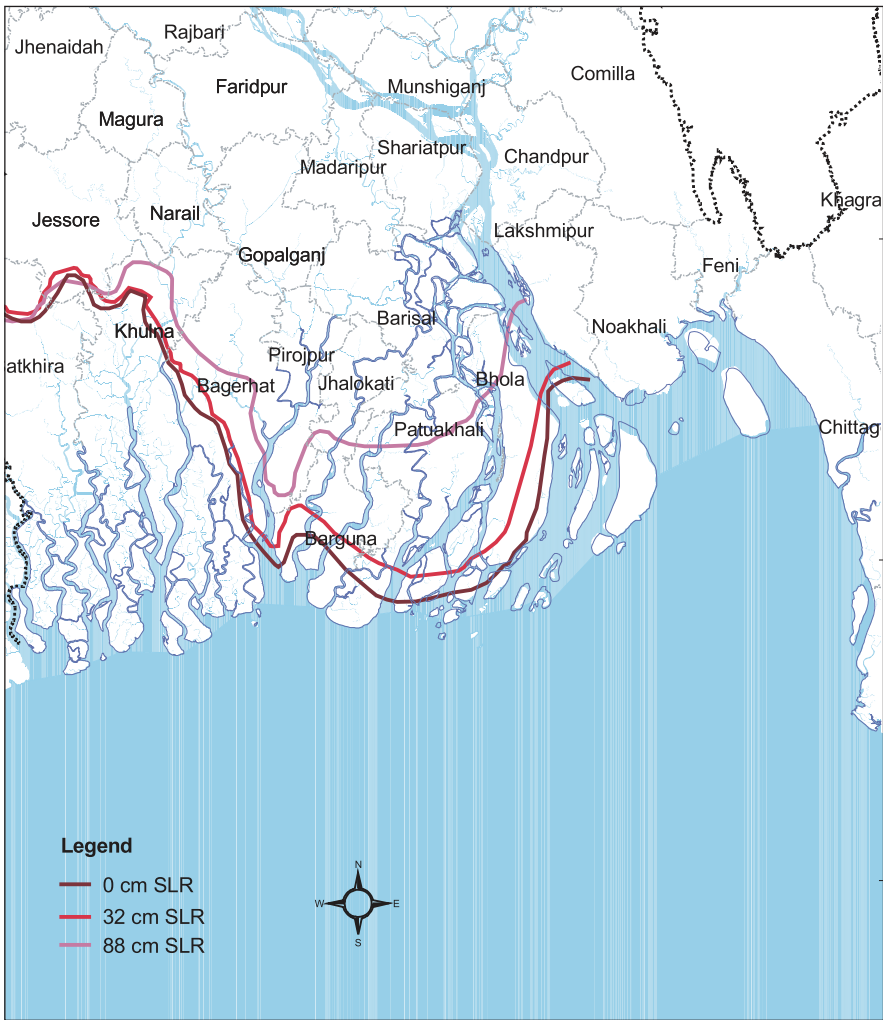 Rajbari
Jhenaidah
Comilla
Faridpur
Munshiganj
Magura
Shariatpur
Chandpur
Madaripur
Khagra
Narail
Jessore
Lakshmipur
Gopalganj
Feni
Barisal
Noakhali
Khulna
Pirojpur
atkhira
Bhola
Bagerhat
Jhalokati
Patuakhali
Chittag
Barguna
Legend
0 cm SLR
32 cm SLR
88 cm SLR
N
W
E
S